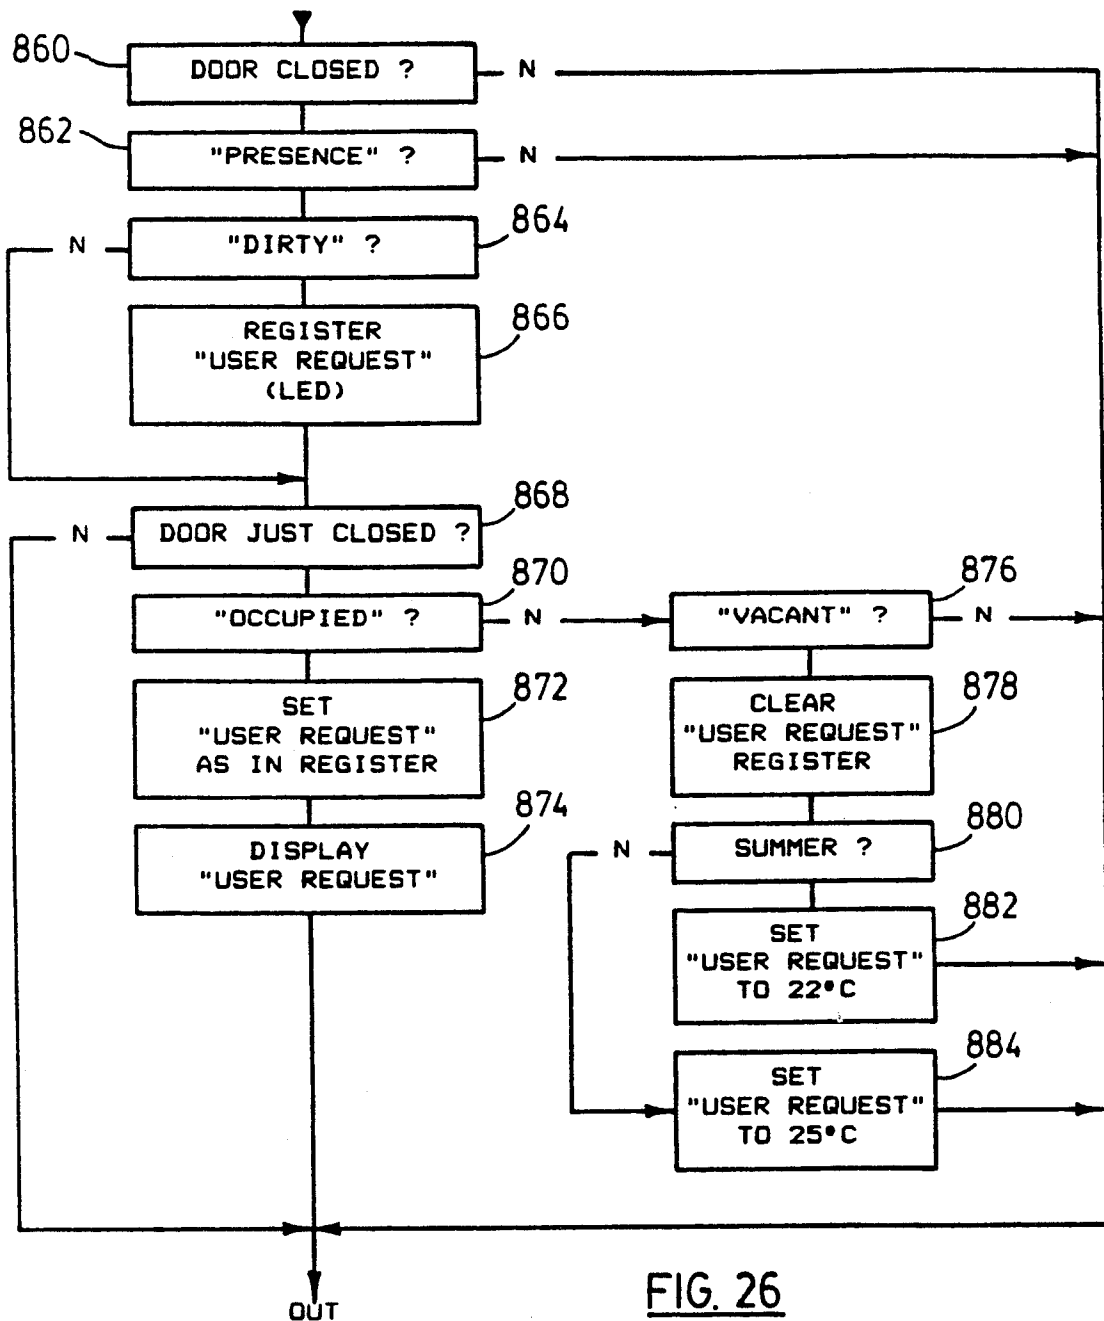 860
DOOR CLOSED ?
N
862
"PRESENCE" ?
N
864
N
"DIRTY" ?
866
REGISTER
"USER REQUEST"
(LED)
868
N
DOOR JUST CLOSED ?
870
"OCCUPIED" ?
N
876
"VACANT" ?
N
872
SET
"USER REQUEST"
AS IN REGISTER
878
CLEAR
"USER REQUEST"
REGISTER
874
DISPLAY
"USER REQUEST"
880
N
SUMMER ?
882
SET
"USER REQUEST"
TO 22°C
884
SET
"USER REQUEST"
TO 25°C
OUT
FIG. 26